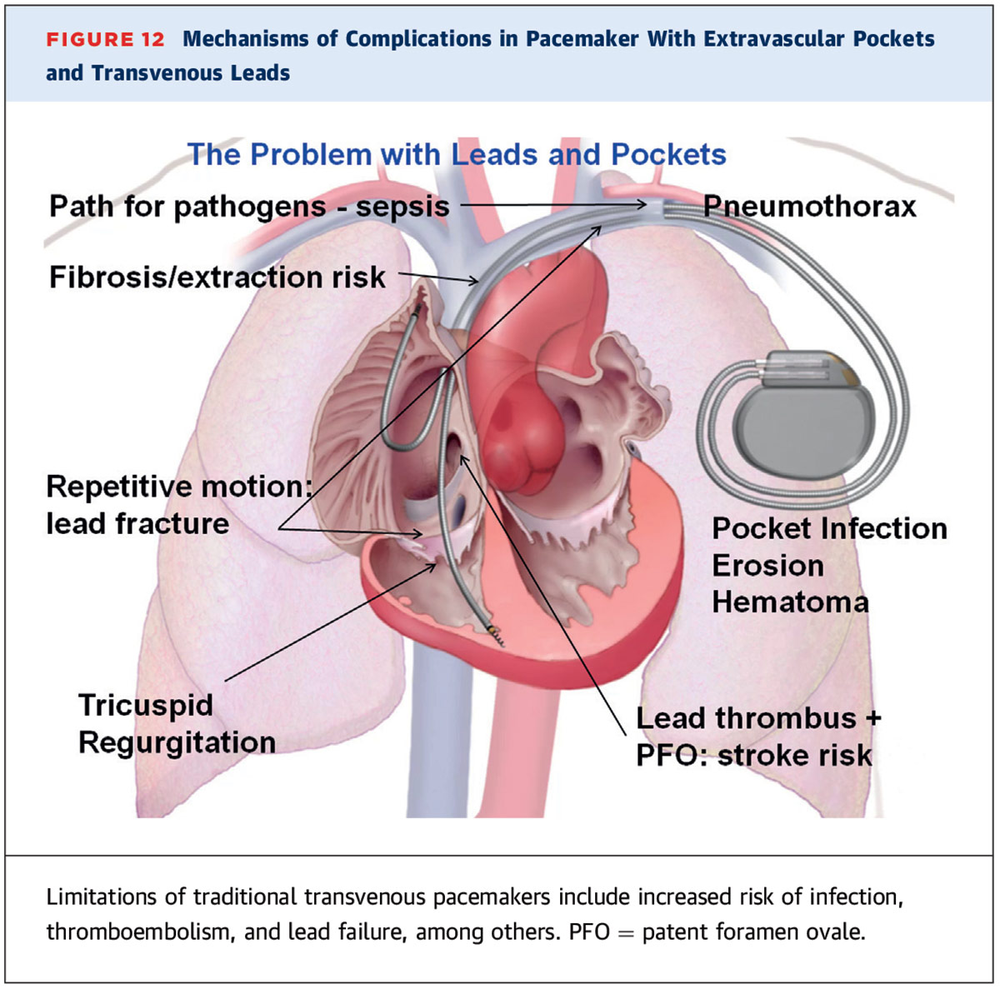 FIGURE 12 Mechanisms of Complications in Pacemaker With Extravascular Pockets
and Transvenous Leads
The Problem with Leads and Pockets
Path for pathogens - sepsis
Pneumothorax
Fibrosis/extraction risk
Repetitive motion:
lead fracture
Pocket Infection
Erosion
Hematoma
Tricuspid
Regurgitation
Lead thrombus +
PFO: stroke risk
Limitations of traditional transvenous pacemakers include increased risk of infection,
thromboembolism, and lead failure, among others. PFO = patent foramen ovale.